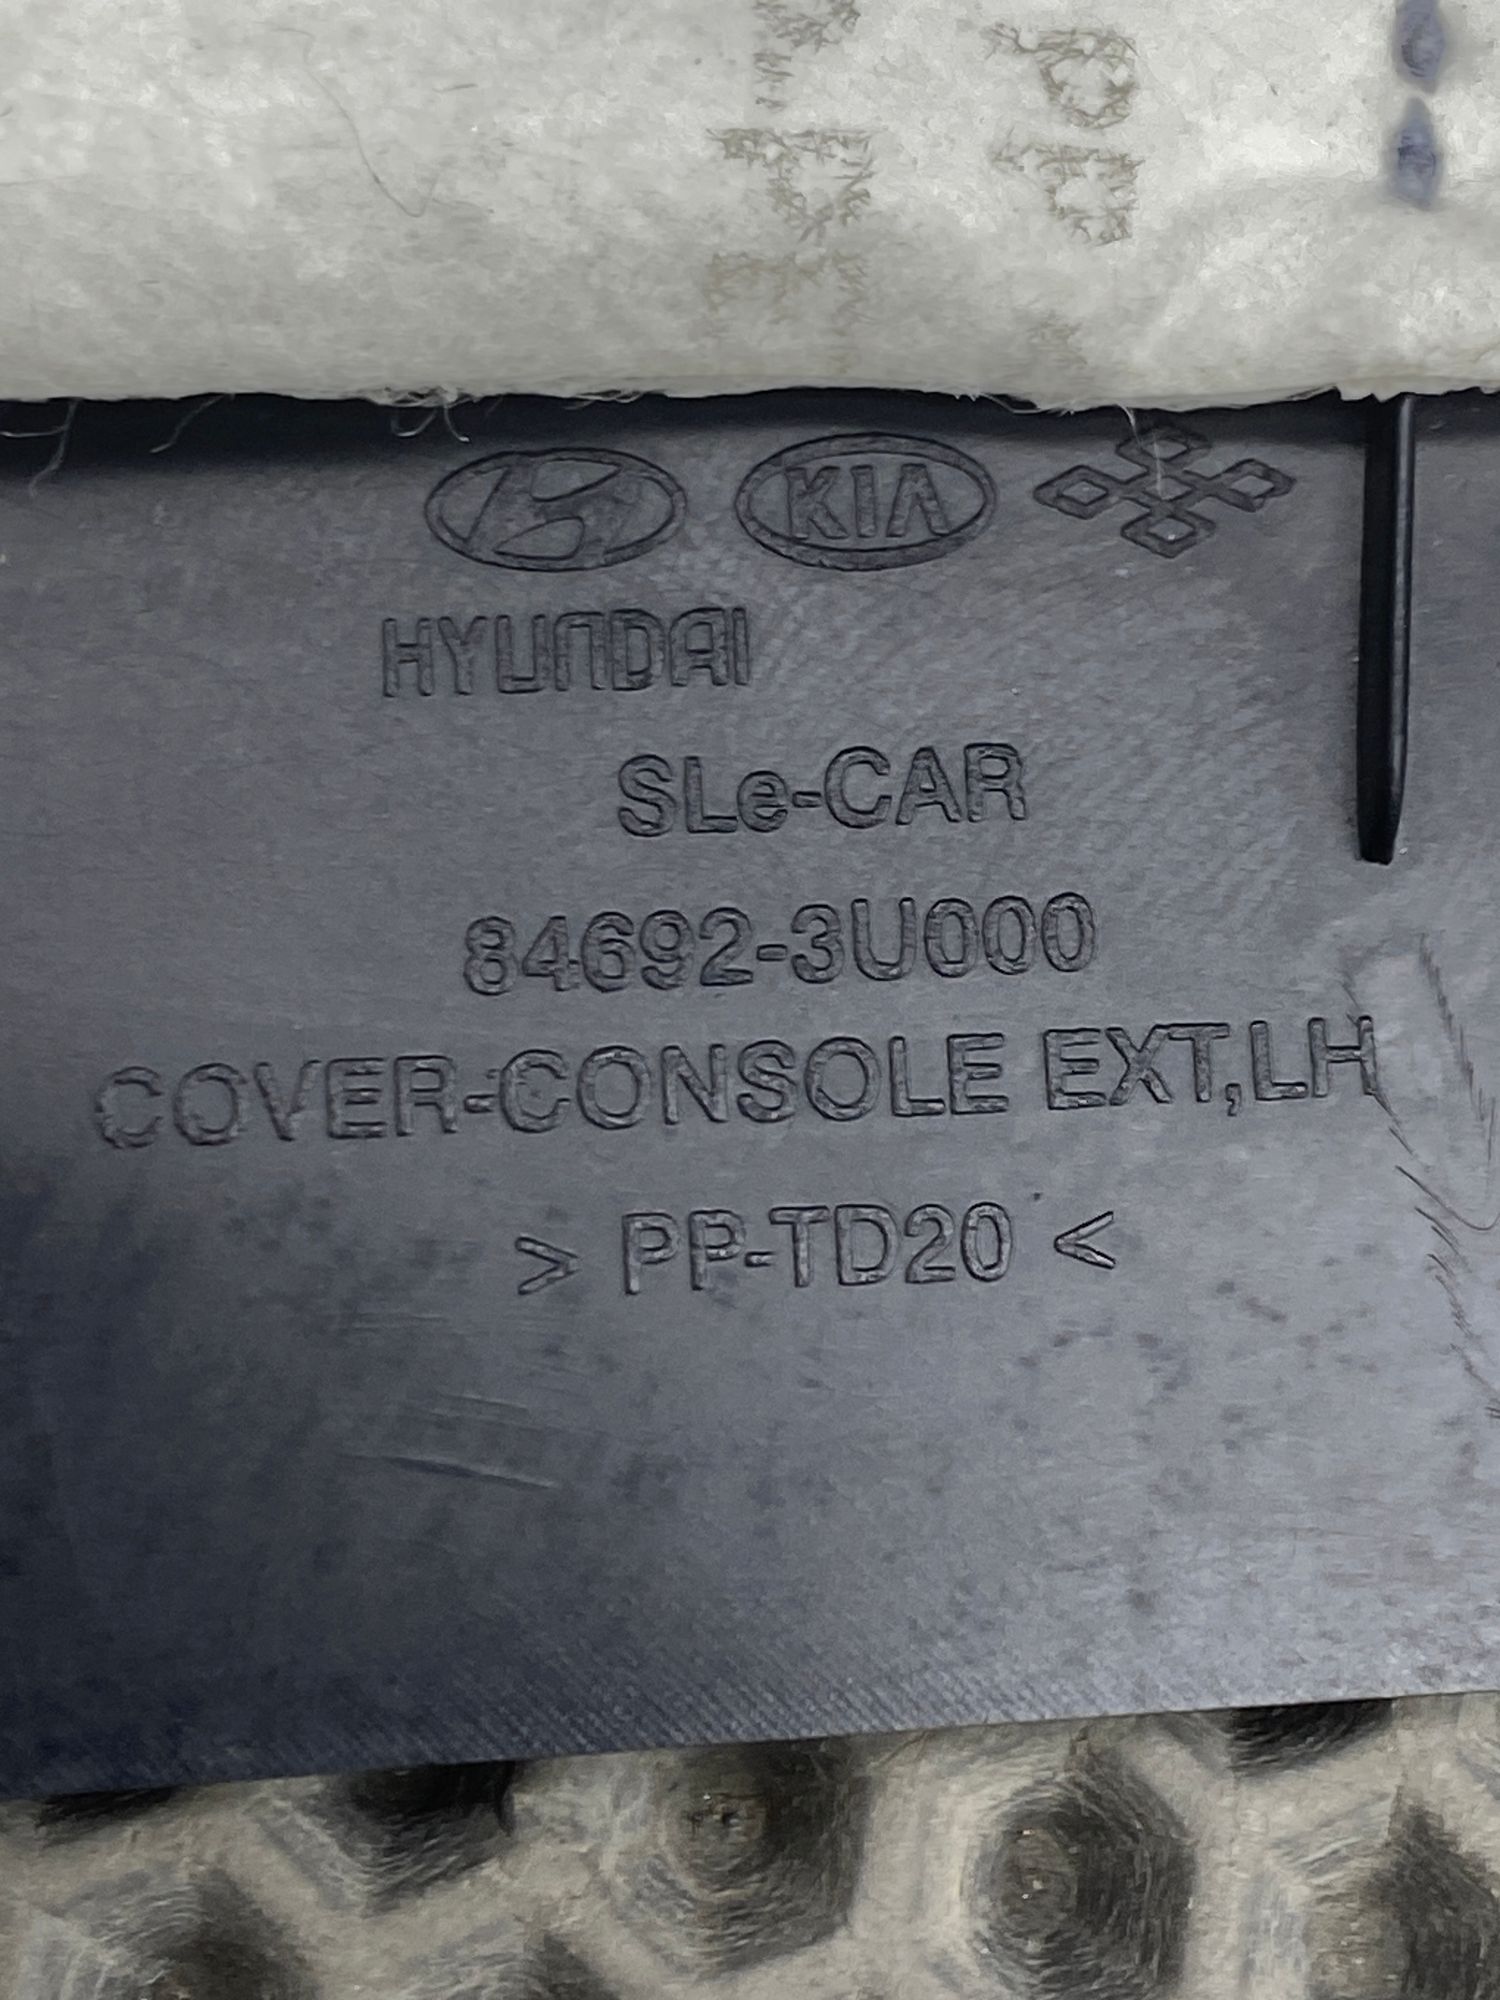 KIA
HYUNDAI
SLe-CAR
84692-3U000
COVER-CONSOLE EXT,LH
> PP-TD20 <